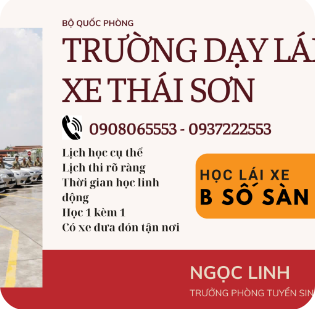 BỘ QUỐC PHÒNG
TRƯỜNG DẠY LÁ
XE THÁI SƠN
0908065553 - 0937222553
Lịch học cụ thể
Lịch thi rõ ràng
Thời gian học linh
động
Học 1 kèm 1
Có xe đưa đón tận nơi
HỌC LÁI XE
B SỐ SÀN
NGỌC LINH
TRƯỞNG PHÒNG TUYỂN SIN